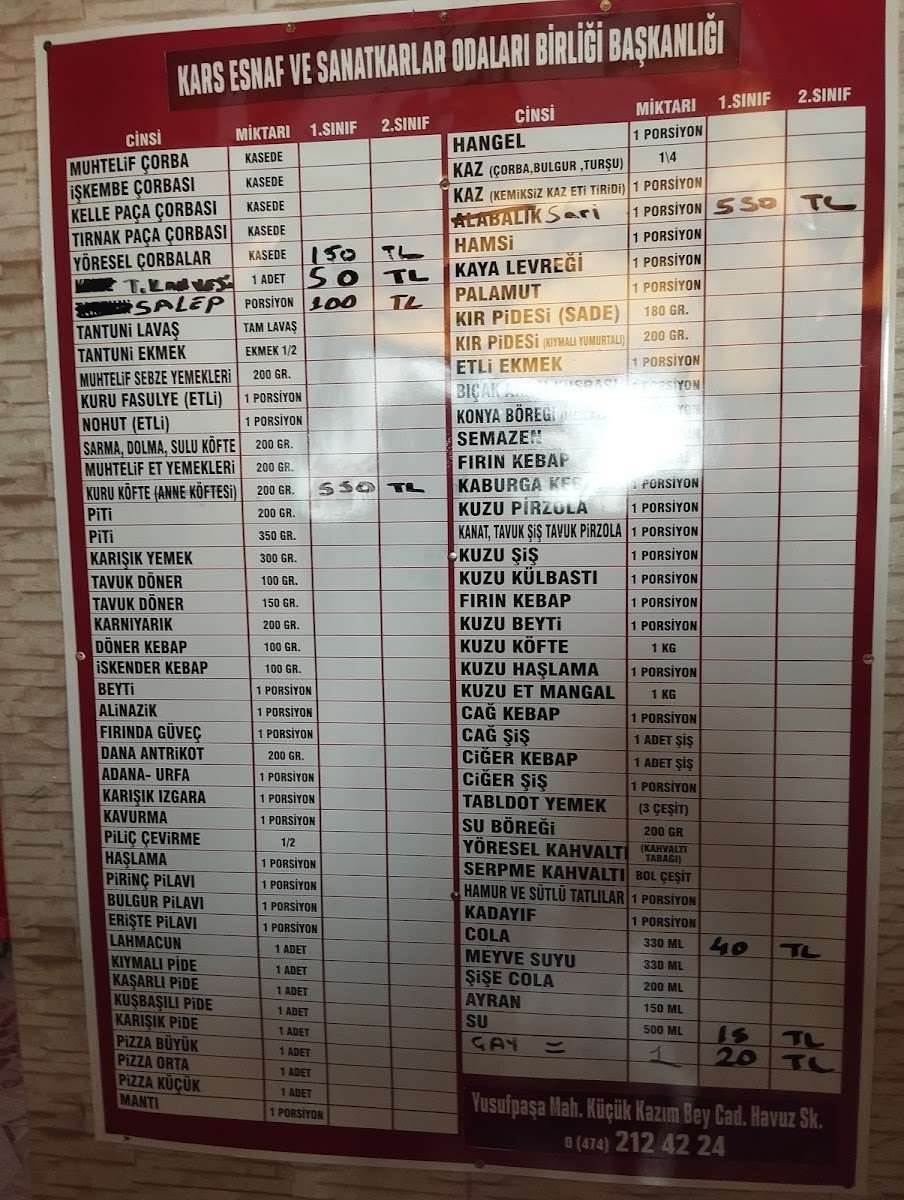 KARS ESNAF VE SANATKARLAR ODALARI BİRLİĞİ BAŞKANLIĞI
CİNSİ MİKTARI 1.SINIF 2.SINIF
MUHTELİF ÇORBA KASEDE
İŞKEMBE ÇORBASI KASEDE
KELLE PAÇA ÇORBASI KASEDE
TIRNAK PAÇA ÇORBASI KASEDE
YÖRESEL ÇORBALAR KASEDE 150 TL
T.KAHVESİ 1 ADET 50 TL
SALEP PORSİYON 100 TL
TANTUNİ LAVAŞ TAM LAVAŞ
TANTUNİ EKMEK EKMEK 1/2
MUHTELİF SEBZE YEMEKLERİ 200 GR.
KURU FASULYE (ETLİ) 1 PORSİYON
NOHUT (ETLİ) 1 PORSİYON
SARMA, DOLMA, SULU KÖFTE 200 GR.
MUHTELİF ET YEMEKLERİ 200 GR.
KURU KÖFTE (ANNE KÖFTESİ) 200 GR. 550 TL
PİTİ 200 GR.
PİTİ 350 GR.
KARIŞIK YEMEK 300 GR.
TAVUK DÖNER 100 GR.
TAVUK DÖNER 150 GR.
KARNIYARIK 200 GR.
DÖNER KEBAP 100 GR.
İSKENDER KEBAP 100 GR.
BEYTİ 1 PORSİYON
ALİNAZİK 1 PORSİYON
FIRINDA GÜVEÇ 1 PORSİYON
DANA ANTRİKOT 200 GR.
ADANA- URFA 1 PORSİYON
KARIŞIK IZGARA 1 PORSİYON
KAVURMA 1 PORSİYON
PİLİÇ ÇEVİRME 1/2
HAŞLAMA 1 PORSİYON
PİRİNÇ PİLAVI 1 PORSİYON
BULGUR PİLAVI 1 PORSİYON
ERİŞTE PİLAVI 1 PORSİYON
LAHMACUN 1 ADET
KIYMALI PİDE 1 ADET
KAŞARLI PİDE 1 ADET
KUŞBAŞILI PİDE 1 ADET
KARIŞIK PİDE 1 ADET
PİZZA BÜYÜK 1 ADET
PİZZA ORTA 1 ADET
PİZZA KÜÇÜK 1 ADET
MANTI 1 PORSİYON
CİNSİ MİKTARI 1.SINIF 2.SINIF
HANGEL 1 PORSİYON
KAZ (ÇORBA,BULGUR ,TURŞU) 1\4
KAZ (KEMİKSİZ KAZ ETİ TİRİDİ) 1 PORSİYON
ALABALIK Sari 1 PORSİYON 550 TL
HAMSİ 1 PORSİYON
KAYA LEVREĞİ 1 PORSİYON
PALAMUT 1 PORSİYON
KIR PİDESİ (SADE) 180 GR.
KIR PİDESİ (KIYMALI YUMURTALI) 200 GR.
ETLİ EKMEK 1 PORSİYON
BIÇAK PORSİYON
KONYA BÖREĞİ
SEMAZEN
FIRIN KEBAP
KABURGA 1 PORSİYON
KUZU PİRZOLA 1 PORSİYON
KANAT, TAVUK ŞİŞ TAVUK PİRZOLA 1 PORSİYON
KUZU ŞİŞ 1 PORSİYON
KUZU KÜLBASTI 1 PORSİYON
FIRIN KEBAP 1 PORSİYON
KUZU BEYTİ 1 PORSİYON
KUZU KÖFTE 1 KG
KUZU HAŞLAMA 1 PORSİYON
KUZU ET MANGAL 1 KG
CAĞ KEBAP 1 PORSİYON
CAĞ ŞİŞ 1 ADET ŞİŞ
CİĞER KEBAP 1 ADET ŞİŞ
CİĞER ŞİŞ 1 PORSİYON
TABLDOT YEMEK (3 ÇEŞİT)
SU BÖREĞİ 200 GR
YÖRESEL KAHVALTI (KAHVALTI TABAĞI)
SERPME KAHVALTI BOL ÇEŞİT
HAMUR VE SÜTLÜ TATLILAR 1 PORSİYON
KADAYIF 1 PORSİYON
COLA 330 ML 40 TL
MEYVE SUYU 330 ML
ŞİŞE COLA 200 ML
AYRAN 150 ML
SU 500 ML 15 TL
ÇAY = 1 20 TL
Yusufpaşa Mah. Küçük Kazım Bey Cad. Havuz Sk.
0 (474) 212 42 24